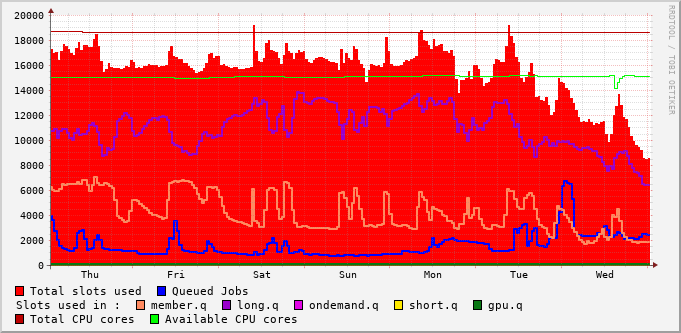 20000
18000
16000
14000
12000
10000
8000
6000
4000
2000
0
Thu Fri Sat Sun Mon Tue Wed
RRDTOOL / TOBI OETIKER
Total slots used Queued Jobs
Slots used in : member.q long.q ondemand.q short.q gpu.q
Total CPU cores Available CPU cores